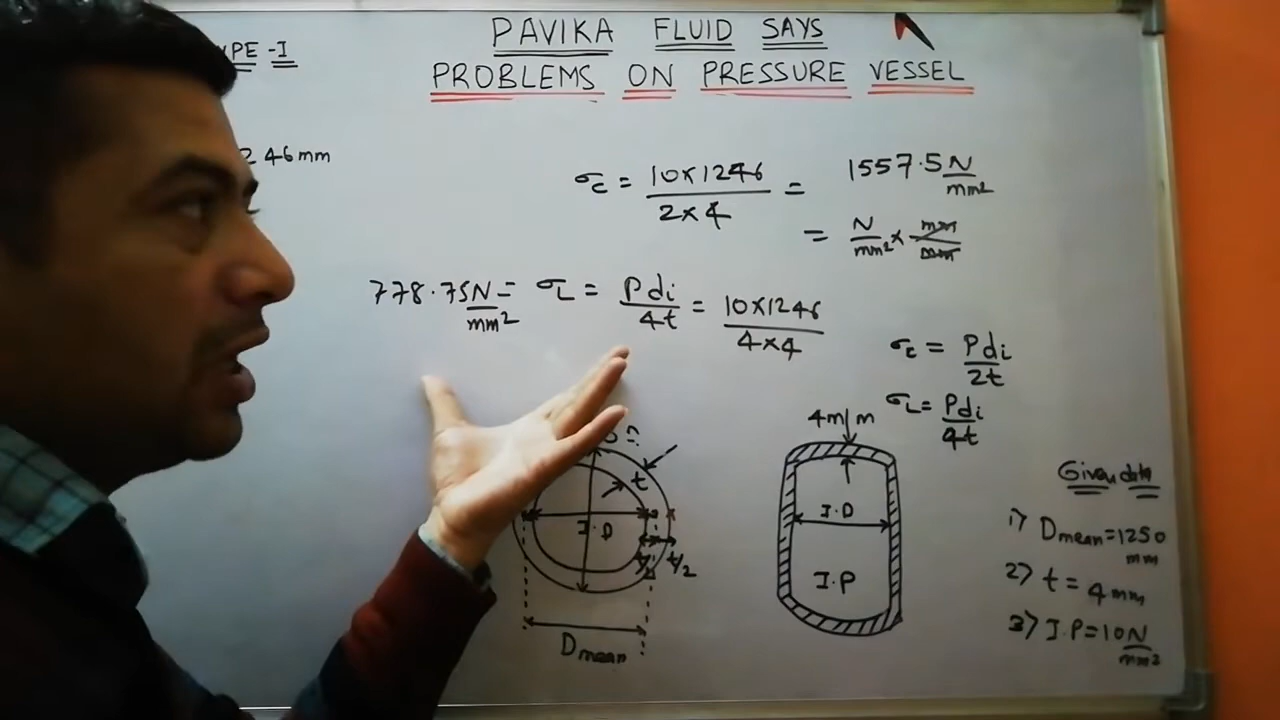 PAVIKA FLUID SAYS
PROBLEMS ON PRESSURE VESSEL
PE-I
246mm
σc = 10×1246 / 2×4 = 1557.5 N/mm²
= N/mm² × mm/mm
778.75 N/mm² = σL = Pdi/4t = 10×1246 / 4×4
σc = Pdi/2t
σL = Pdi/4t
4m/m
t
I.D
t/2
Dmean
I.D
I.P
Given data
1) Dmean = 1250 mm
2) t = 4mm
3) I.P = 10 N/mm²